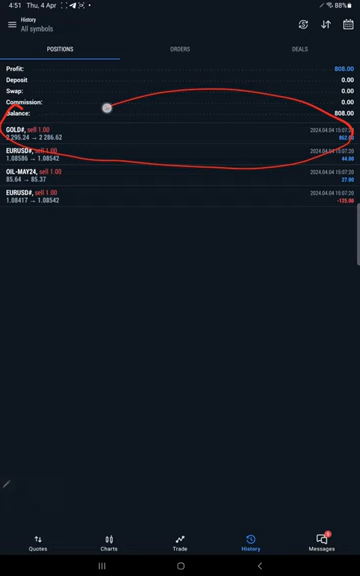 4:51 Thu, 4 Apr 88%
History
All symbols
POSITIONS ORDERS DEALS
Profit: 808.00
Deposit 0.00
Swap: 0.00
Commission: 0.00
Balance: 808.00
GOLD#, sell 1.00 2024.04.04 15:07:20
2 295.24 → 2 286.62 862.00
EURUSD#, sell 1.00 2024.04.04 15:07:20
1.08586 → 1.08542 44.00
OIL-MAY24, sell 1.00 2024.04.04 15:07:20
85.64 → 85.37 27.00
EURUSD#, sell 1.00 2024.04.04 15:07:20
1.08417 → 1.08542 -125.00
Quotes Charts Trade History Messages